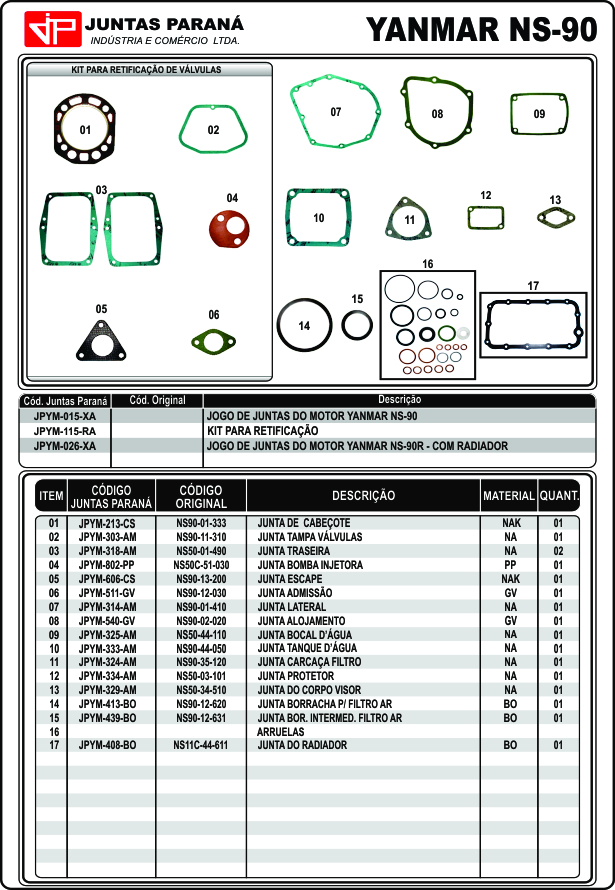 JP JUNTAS PARANÁ
INDÚSTRIA E COMÉRCIO LTDA.
YANMAR NS-90
KIT PARA RETIFICAÇÃO DE VÁLVULAS
01
02
03
04
05
06
07
08
09
10
11
12
13
14
15
16
17
Cód. Juntas Paraná Cód. Original Descrição
JPYM-015-XA JOGO DE JUNTAS DO MOTOR YANMAR NS-90
JPYM-115-RA KIT PARA RETIFICAÇÃO
JPYM-026-XA JOGO DE JUNTAS DO MOTOR YANMAR NS-90R - COM RADIADOR
ITEM CÓDIGO JUNTAS PARANÁ CÓDIGO ORIGINAL DESCRIÇÃO MATERIAL QUANT.
01 JPYM-213-CS NS90-01-333 JUNTA DE CABEÇOTE NAK 01
02 JPYM-303-AM NS90-11-310 JUNTA TAMPA VÁLVULAS NA 01
03 JPYM-318-AM NS50-01-490 JUNTA TRASEIRA NA 02
04 JPYM-802-PP NS50C-51-030 JUNTA BOMBA INJETORA PP 01
05 JPYM-606-CS NS90-13-200 JUNTA ESCAPE NAK 01
06 JPYM-511-GV NS90-12-030 JUNTA ADMISSÃO GV 01
07 JPYM-314-AM NS90-01-410 JUNTA LATERAL NA 01
08 JPYM-540-GV NS90-02-020 JUNTA ALOJAMENTO GV 01
09 JPYM-325-AM NS50-44-110 JUNTA BOCAL D'ÁGUA NA 01
10 JPYM-333-AM NS90-44-050 JUNTA TANQUE D'ÁGUA NA 01
11 JPYM-324-AM NS90-35-120 JUNTA CARCAÇA FILTRO NA 01
12 JPYM-334-AM NS50-03-101 JUNTA PROTETOR NA 01
13 JPYM-329-AM NS50-34-510 JUNTA DO CORPO VISOR NA 01
14 JPYM-413-BO NS90-12-620 JUNTA BORRACHA P/ FILTRO AR BO 01
15 JPYM-439-BO NS90-12-631 JUNTA BOR. INTERMED. FILTRO AR BO 01
16 ARRUELAS
17 JPYM-408-BO NS11C-44-611 JUNTA DO RADIADOR BO 01